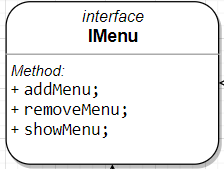 interface
IMenu
Method:
+ addMenu;
+ removeMenu;
+ showMenu;